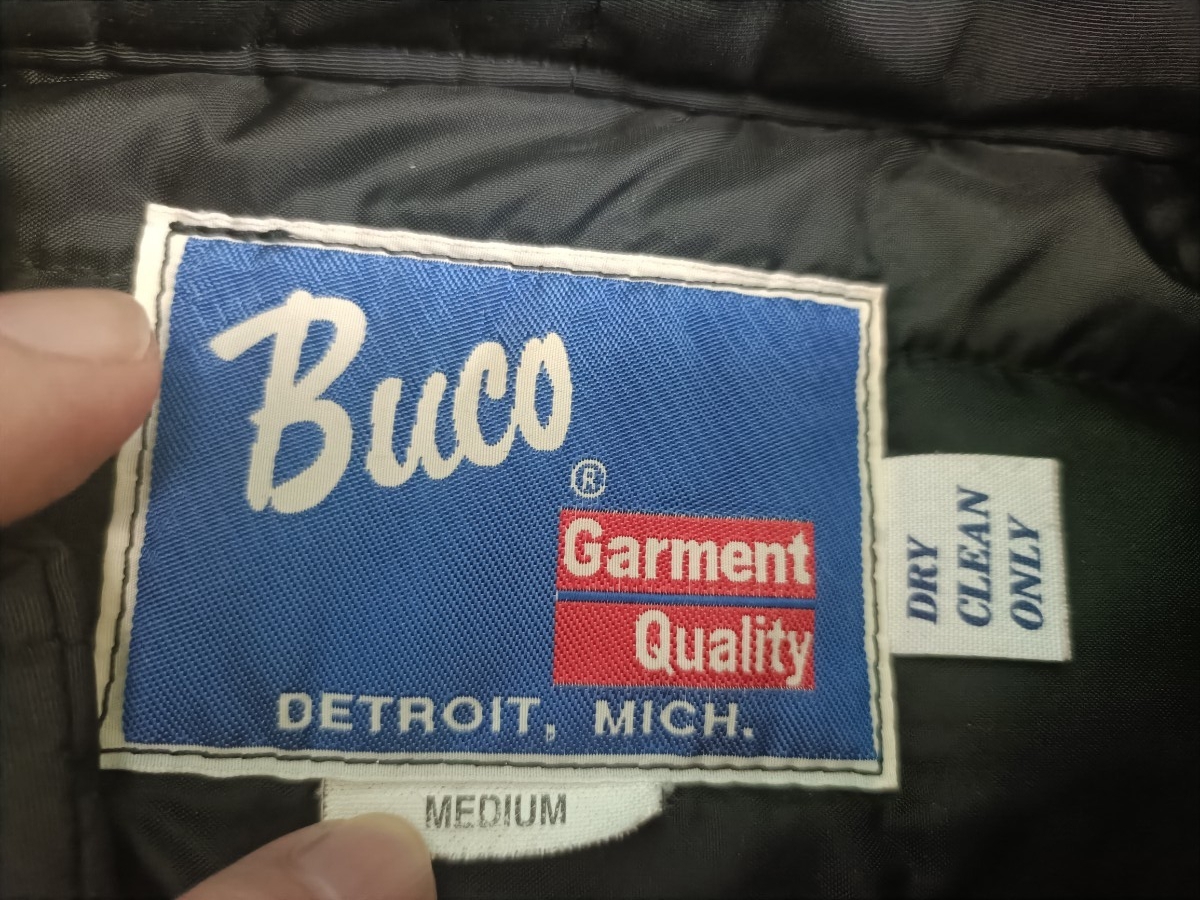 Buco
®
Garment
Quality
DETROIT, MICH.
MEDIUM
DRY
CLEAN
ONLY